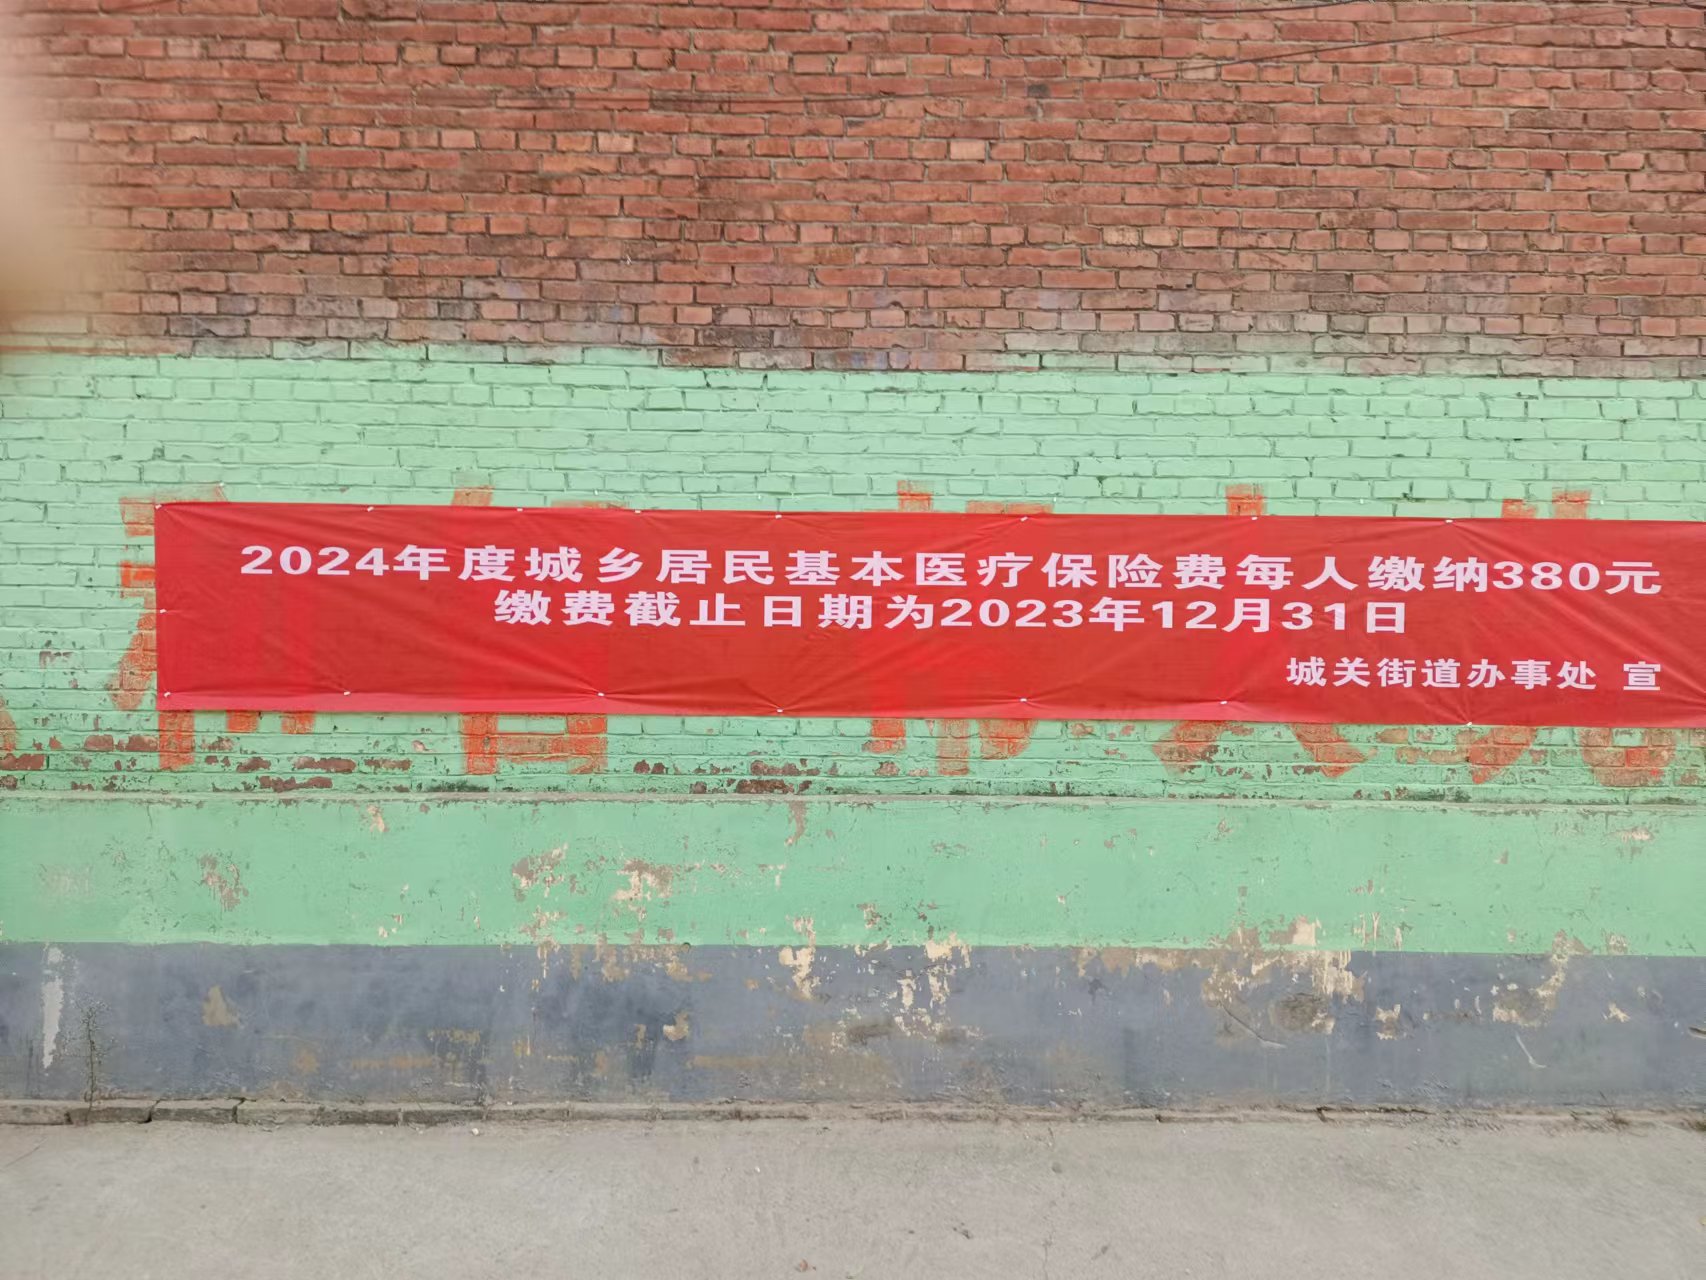 2024年度城乡居民基本医疗保险费每人缴纳380元
缴费截止日期为2023年12月31日
城关街道办事处 宣